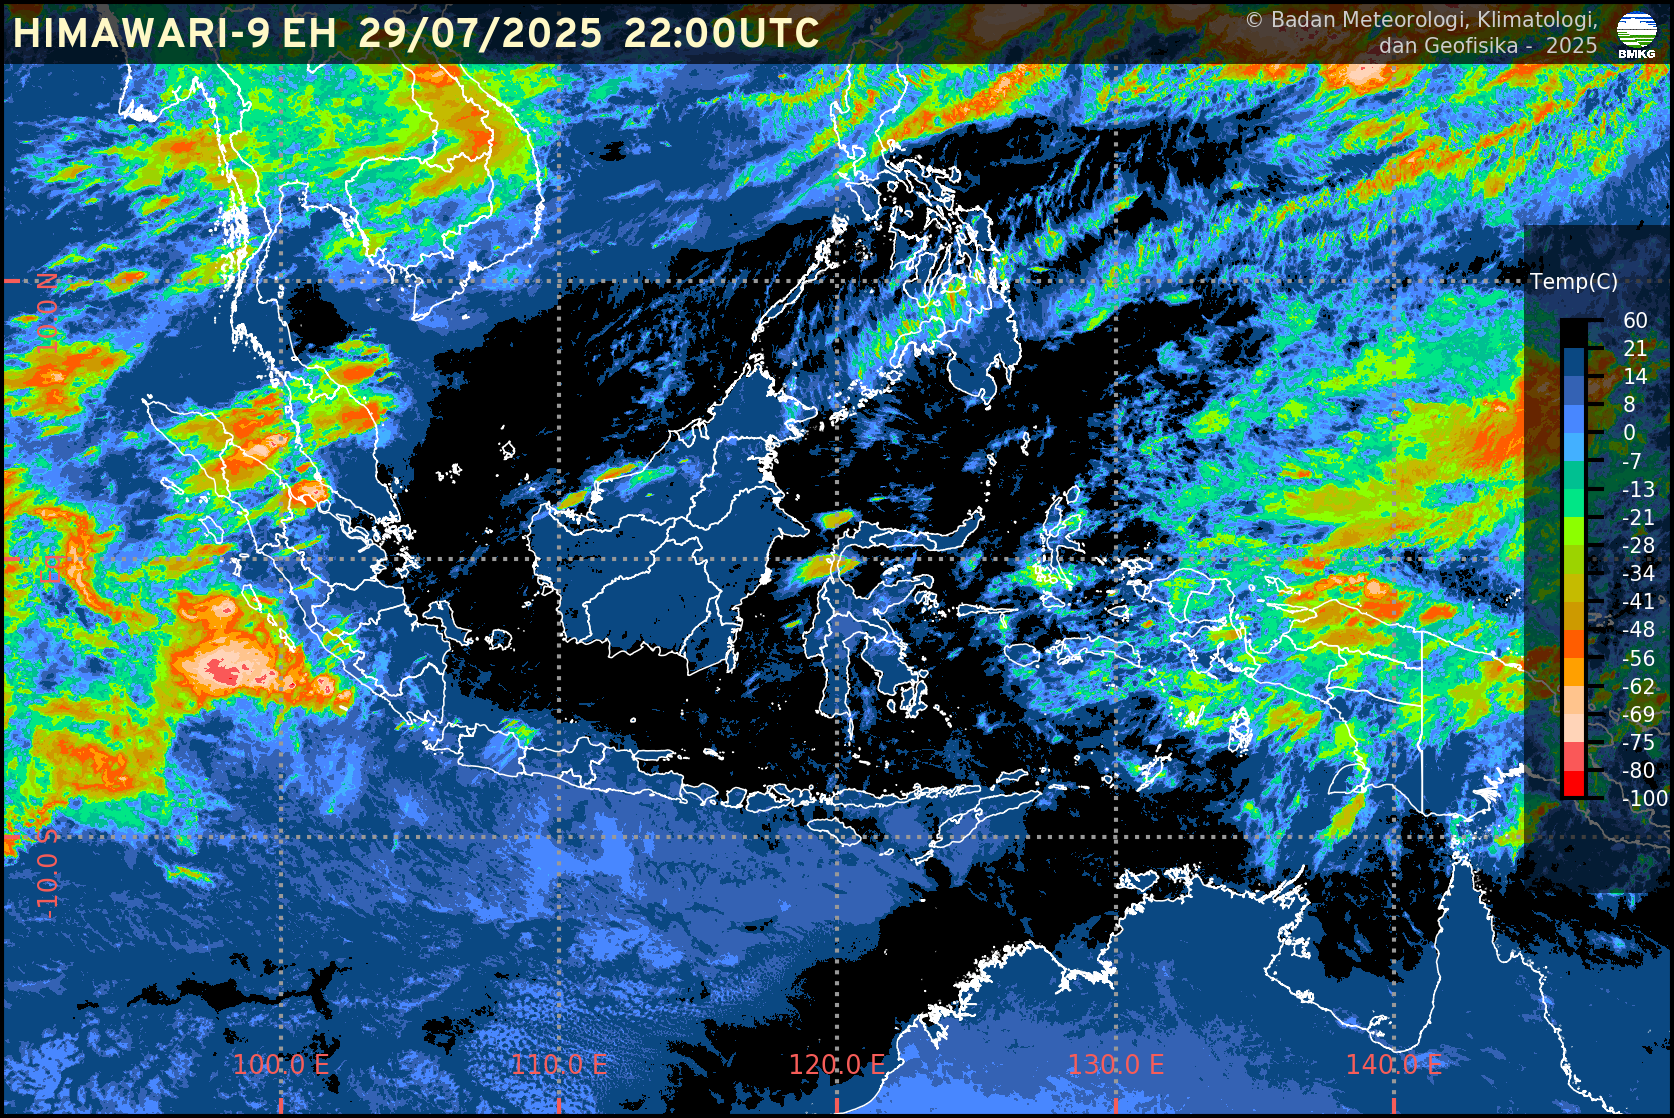 HIMAWARI-9 EH 29/07/2025 22:00UTC
© Badan Meteorologi, Klimatologi,
dan Geofisika - 2025
BMKG
Temp(C)
60
21
14
8
0
-7
-13
-21
-28
-34
-41
-48
-56
-62
-69
-75
-80
-100
10.0 N
Eq
-10.0 S
100.0 E
110.0 E
120.0 E
130.0 E
140.0 E